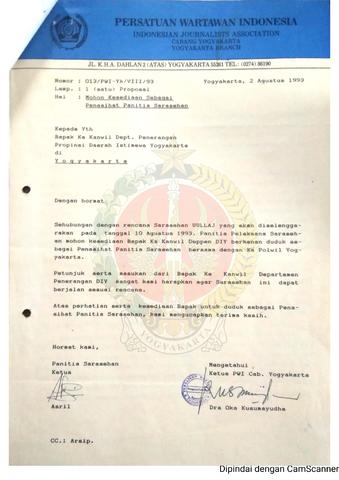 PERSATUAN WARTAWAN INDONESIA
INDONESIAN JOURNALISTS ASSOCIATION
CABANG YOGYAKARTA
YOGYAKARTA BRANCH
JL. K.H.A. DAHLAN 2 (ATAS) YOGYAKARTA 55261 TEL: (0274) 86190
Nomor : 013/PWI-Yk/VIII/93 Yogyakarta, 2 Agustus 1993
Lamp. : 1 (satu) Proposal
Hal : Mohon Kesediaan Sebagai
Penasihat Panitia Sarasehan
Kepada Yth
Bapak Ka Kanwil Dept. Penerangan
Propinsi Daerah Istimewa Yogyakarta
di
Yogyakarta
Dengan hormat,
Sehubungan dengan rencana Sarasehan UULLAJ yang akan diselengga-
rakan pada tanggal 10 Agustus 1993, Panitia Pelaksana Saraseh-
an mohon kesediaan Bapak Ka Kanwil Deppen DIY berkenan duduk se-
bagai Penasihat Panitia Sarasehan bersama dengan Ka Polwil Yog-
yakarta.
Petunjuk serta masukan dari Bapak Ka Kanwil Departemen
Penerangan DIY sangat kami harapkan agar Sarasehan ini dapat
berjalan sesuai rencana.
Atas perhatian serta kesediaan Bapak untuk duduk sebagai Pena-
sihat Panitia Sarasehan, kami mengucapkan terima kasih.
Hormat kami,
Panitia Sarasehan
Ketua
Asril
Mengetahui
Ketua PWI Cab. Yogyakarta
Drs Oka Kusumayudha
CC.: Arsip.
Dipindai dengan CamScanner